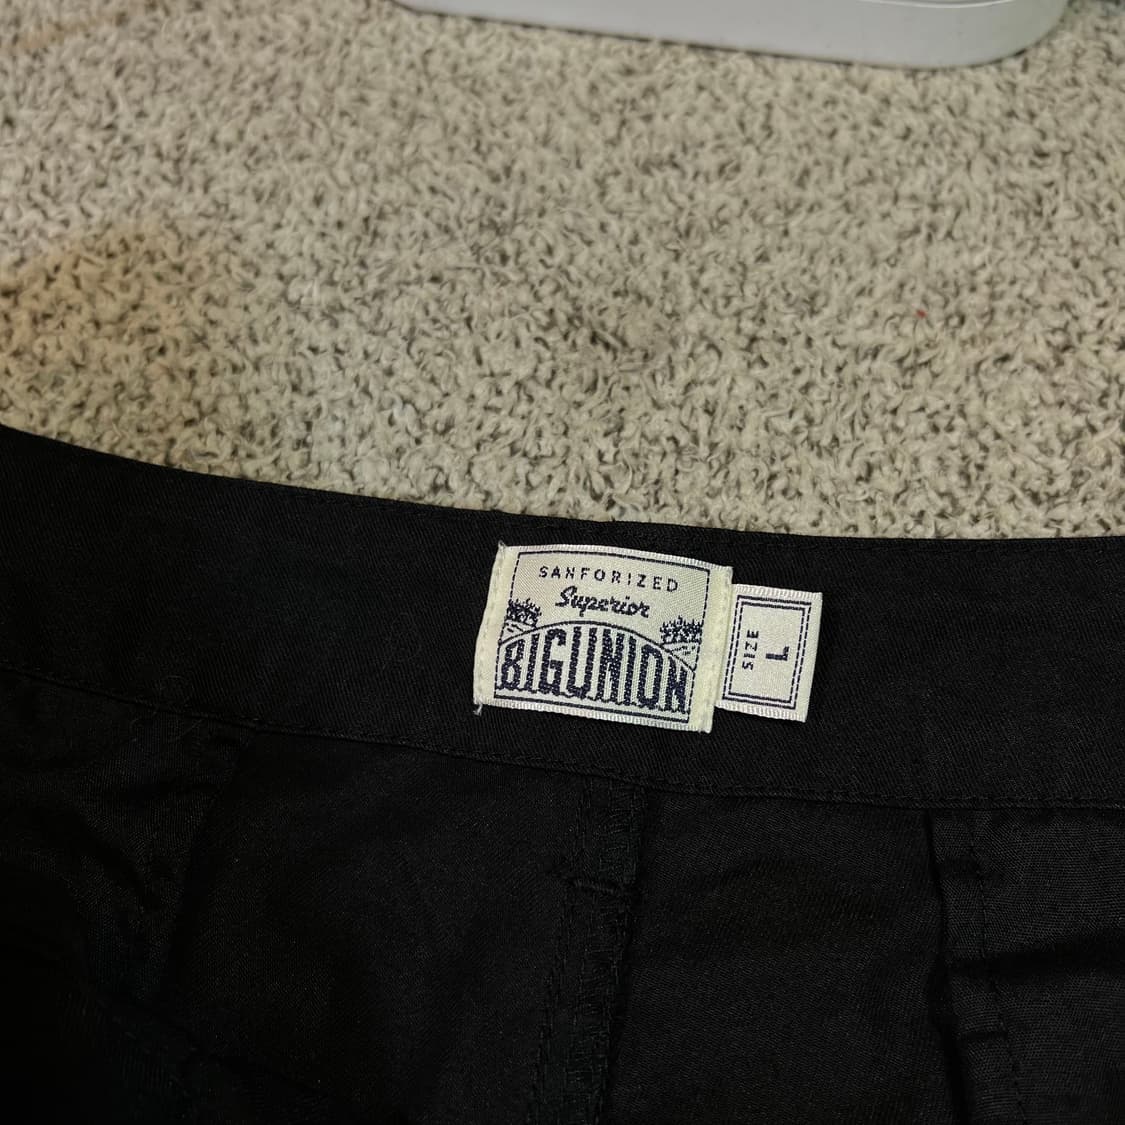 SANFORIZED
Superior
BIGUNION
SIZE
L